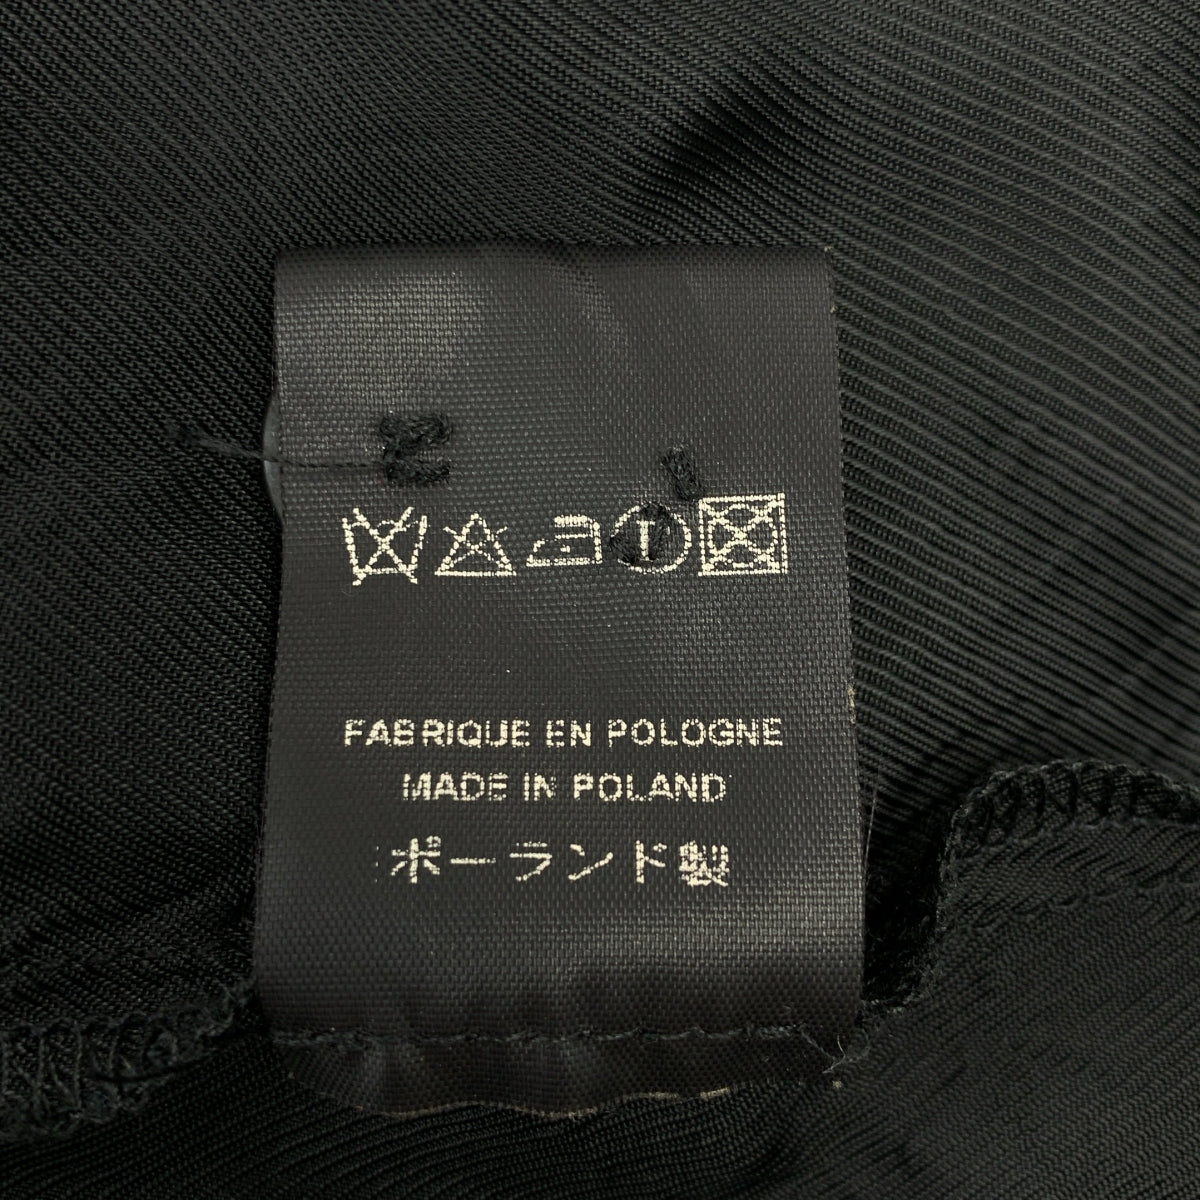 FABRIQUE EN POLOGNE
MADE IN POLAND
ポーランド製